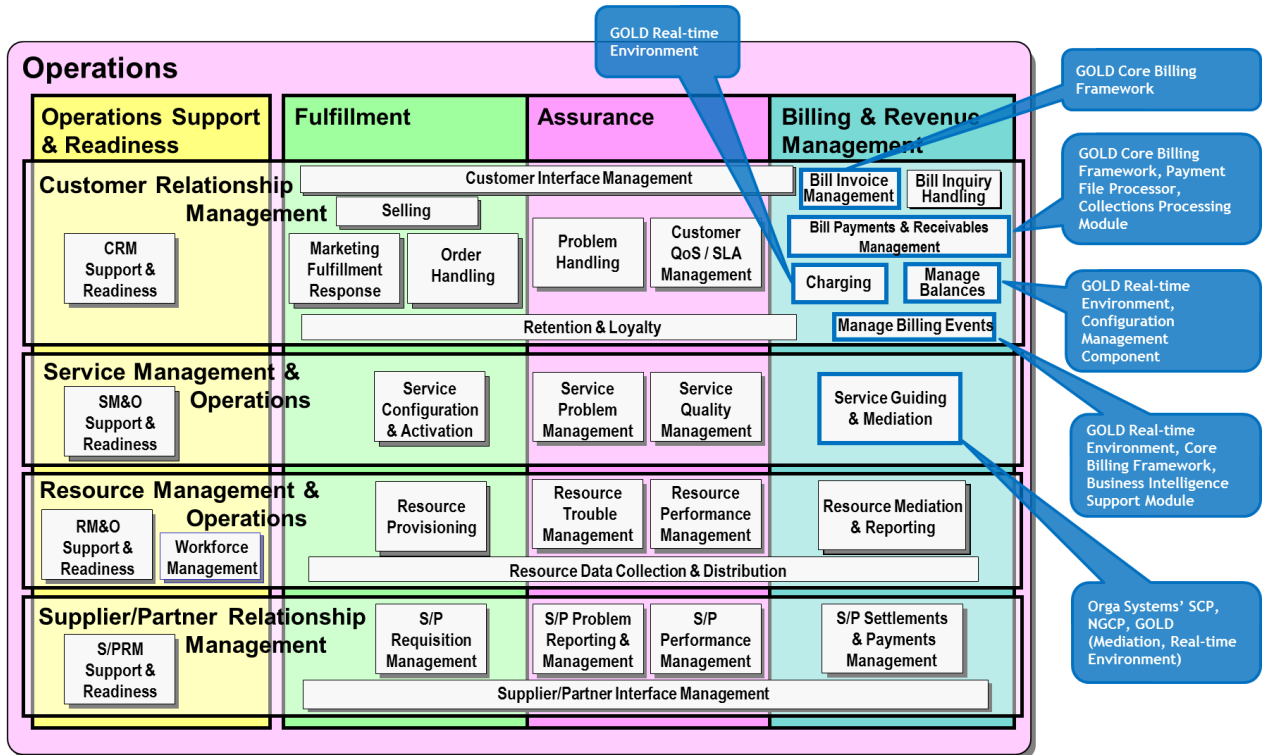 GOLD Real-time
Environment
Operations
GOLD Core Billing
Framework
Operations Support
& Readiness
Fulfillment
Assurance
Billing & Revenue
Management
GOLD Core Billing
Framework, Payment
File Processor,
Collections Processing
Module
Customer Relationship
Management
Customer Interface Management
Bill Invoice
Management
Bill Inquiry
Handling
Selling
Bill Payments & Receivables
Management
CRM
Support &
Readiness
Marketing
Fulfillment
Response
Order
Handling
Problem
Handling
Customer
QoS / SLA
Management
Charging
Manage
Balances
GOLD Real-time
Environment,
Configuration
Management
Component
Retention & Loyalty
Manage Billing Events
Service Management &
Operations
SM&O
Support &
Readiness
Service
Configuration
& Activation
Service
Problem
Management
Service
Quality
Management
Service Guiding
& Mediation
GOLD Real-time
Environment, Core
Billing Framework,
Business Intelligence
Support Module
Resource Management &
Operations
RM&O
Support &
Readiness
Workforce
Management
Resource
Provisioning
Resource
Trouble
Management
Resource
Performance
Management
Resource Mediation
& Reporting
Resource Data Collection & Distribution
Supplier/Partner Relationship
Management
S/PRM
Support &
Readiness
S/P
Requisition
Management
S/P Problem
Reporting &
Management
S/P
Performance
Management
S/P Settlements
& Payments
Management
Orga Systems’ SCP,
NGCP, GOLD
(Mediation, Real-time
Environment)
Supplier/Partner Interface Management